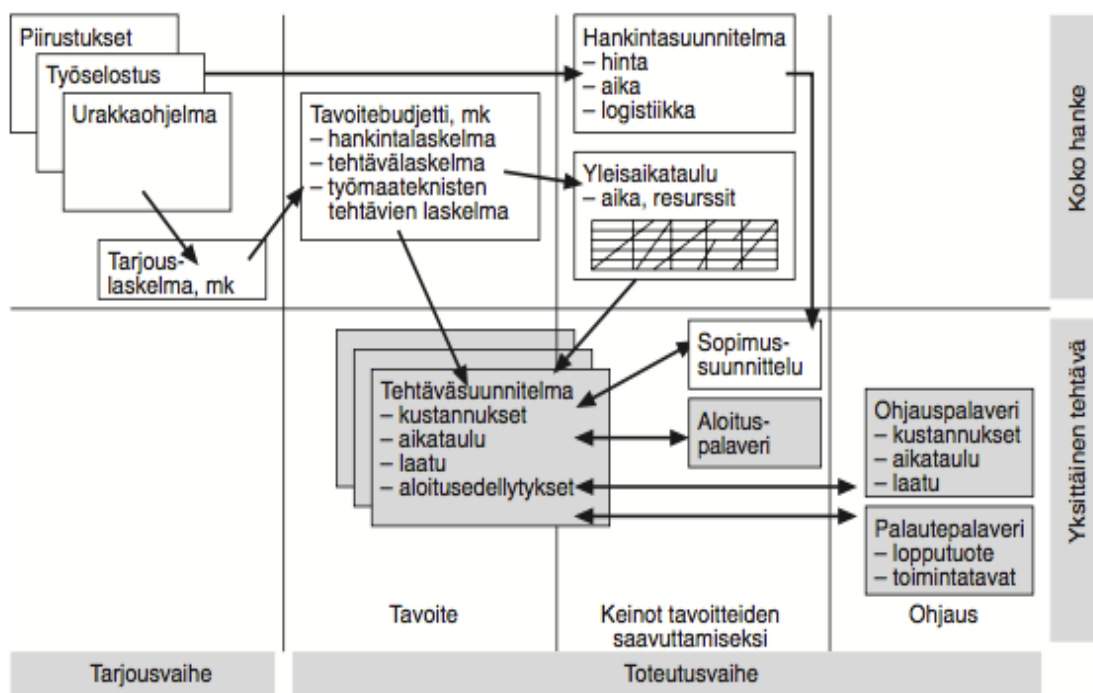 Piirustukset
Työselostus
Urakkaohjelma
Tarjous-
laskelma, mk
Tavoitebudjetti, mk
– hankintalaskelma
– tehtävälaskelma
– työmaateknisten
tehtävien laskelma
Hankintasuunnitelma
– hinta
– aika
– logistiikka
Yleisaikataulu
– aika, resurssit
Koko hanke
Tehtäväsuunnitelma
– kustannukset
– aikataulu
– laatu
– aloitusedellytykset
Sopimus-
suunnittelu
Aloitus-
palaveri
Ohjauspalaveri
– kustannukset
– aikataulu
– laatu
Palautepalaveri
– lopputuote
– toimintatavat
Yksittäinen tehtävä
Tavoite
Keinot tavoitteiden
saavuttamiseksi
Ohjaus
Tarjousvaihe
Toteutusvaihe